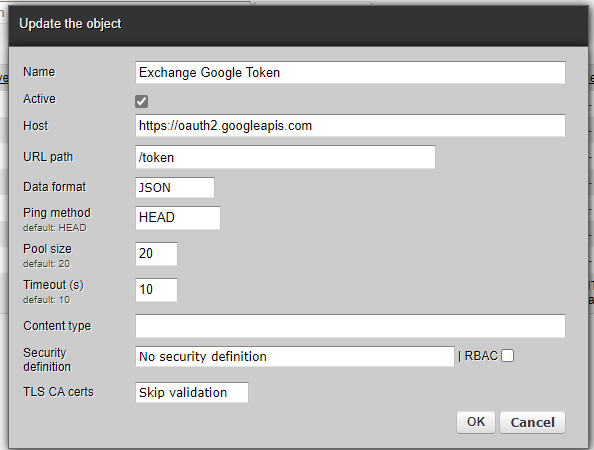 Update the object
Name Exchange Google Token
Active
Host https://oauth2.googleapis.com
URL path /token
Data format JSON
Ping method HEAD
default: HEAD
Pool size 20
default: 20
Timeout (s) 10
default: 10
Content type
Security No security definition | RBAC
definition
TLS CA certs Skip validation
OK Cancel